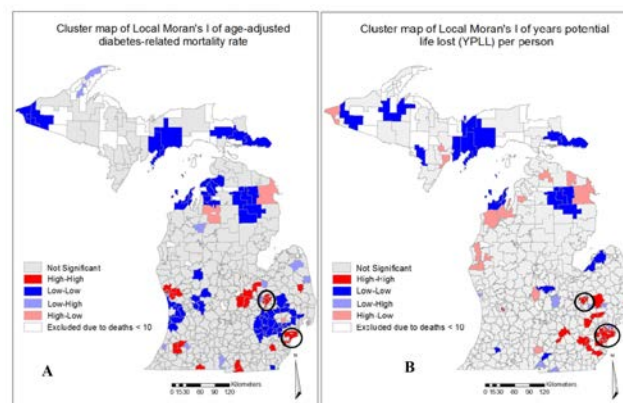 Cluster map of Local Moran's I of age-adjusted
diabetes-related mortality rate
Not Significant
High-High
Low-Low
Low-High
High-Low
Excluded due to deaths < 10
A
N
Kilometers
0 15 30 60 90 120
Cluster map of Local Moran's I of years potential
life lost (YPLL) per person
Not Significant
High-High
Low-Low
Low-High
High-Low
Excluded due to deaths < 10
B
N
Kilometers
0 15 30 60 90 120